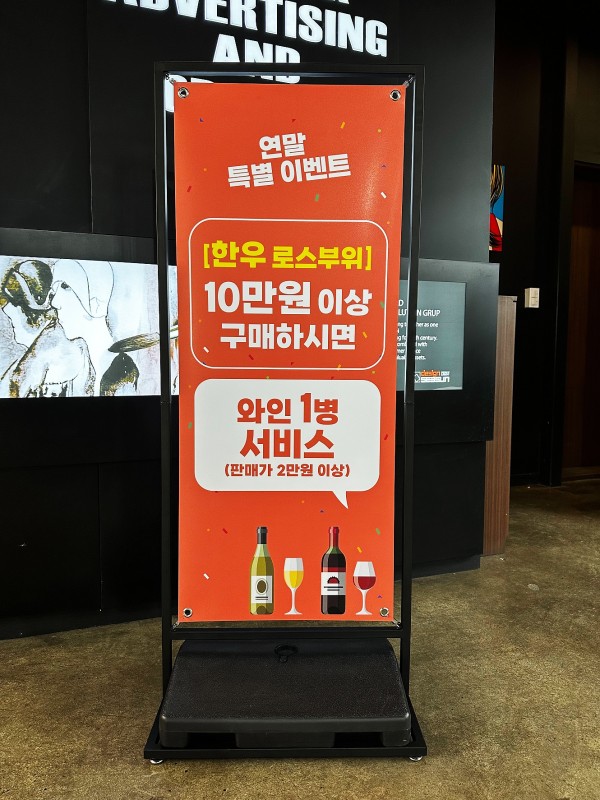 ADVERTISING
AND
연말
특별 이벤트
[한우 로스부위]
10만원 이상
구매하시면
와인 1병
서비스
(판매가 2만원 이상)